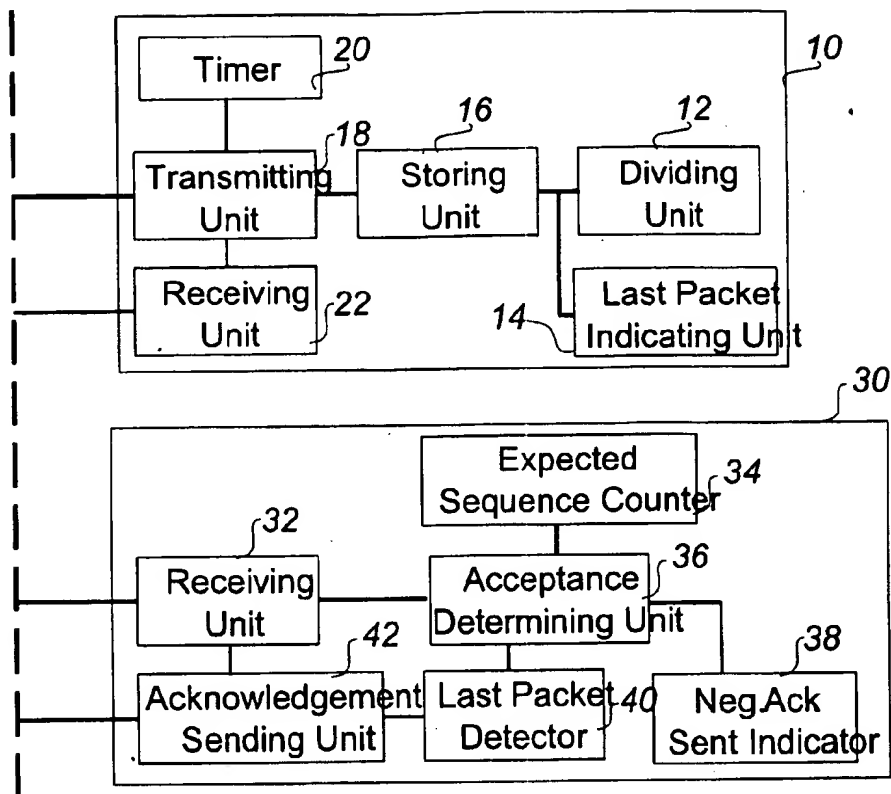 Timer
20
10
18
16
12
Transmitting
Unit
Storing
Unit
Dividing
Unit
Receiving
Unit
22
14
Last Packet
Indicating Unit
30
Expected
Sequence Counter
34
32
Receiving
Unit
Acceptance
Determining Unit
36
42
38
Acknowledgement
Sending Unit
Last Packet
Detector
40
Neg.Ack
Sent Indicator